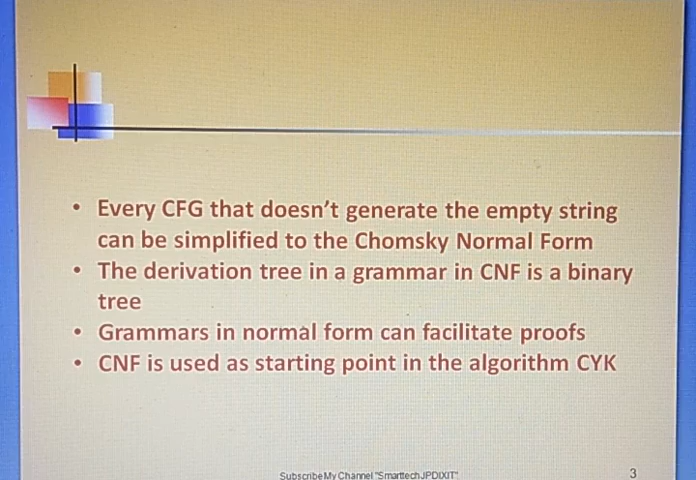 • Every CFG that doesn't generate the empty string
can be simplified to the Chomsky Normal Form
• The derivation tree in a grammar in CNF is a binary
tree
• Grammars in normal form can facilitate proofs
• CNF is used as starting point in the algorithm CYK
Subscribe My Channel "Smarttech JPDIXIT"
3